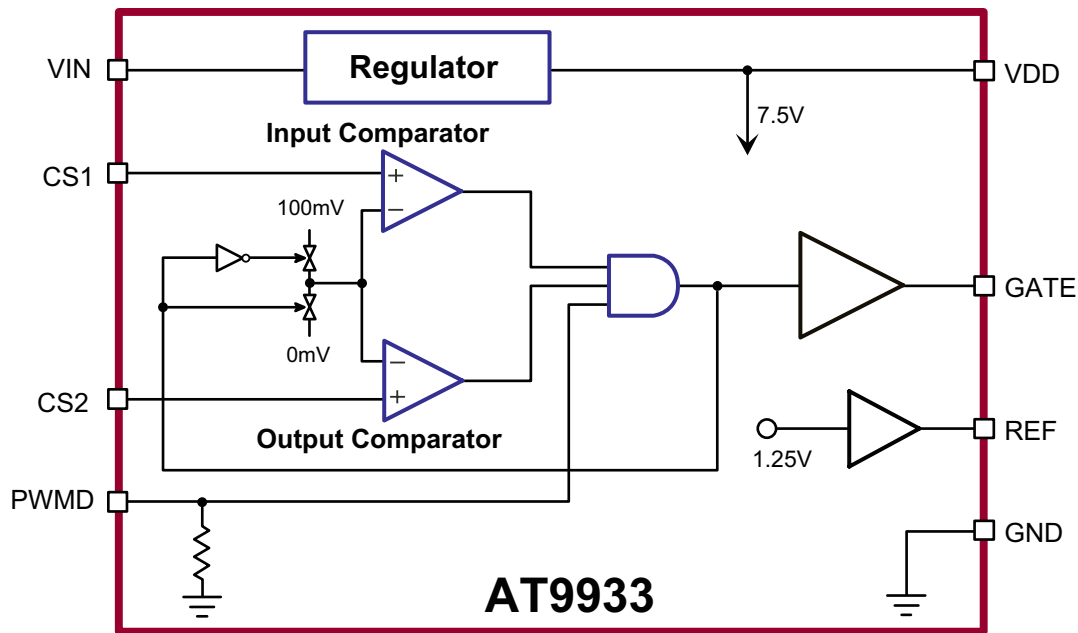 VIN
Regulator
VDD
7.5V
Input Comparator
CS1
+
−
100mV
GATE
0mV
−
+
CS2
Output Comparator
REF
1.25V
PWMD
GND
AT9933